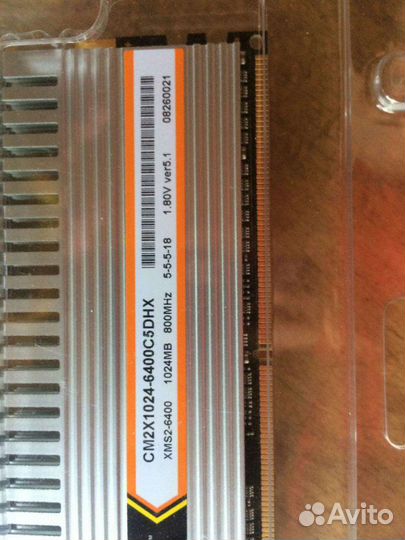 CM2X1024-6400C5DHX
XMS2-6400 1024MB 800MHz 5-5-5-18 1.80V ver5.1 08260021
Avito